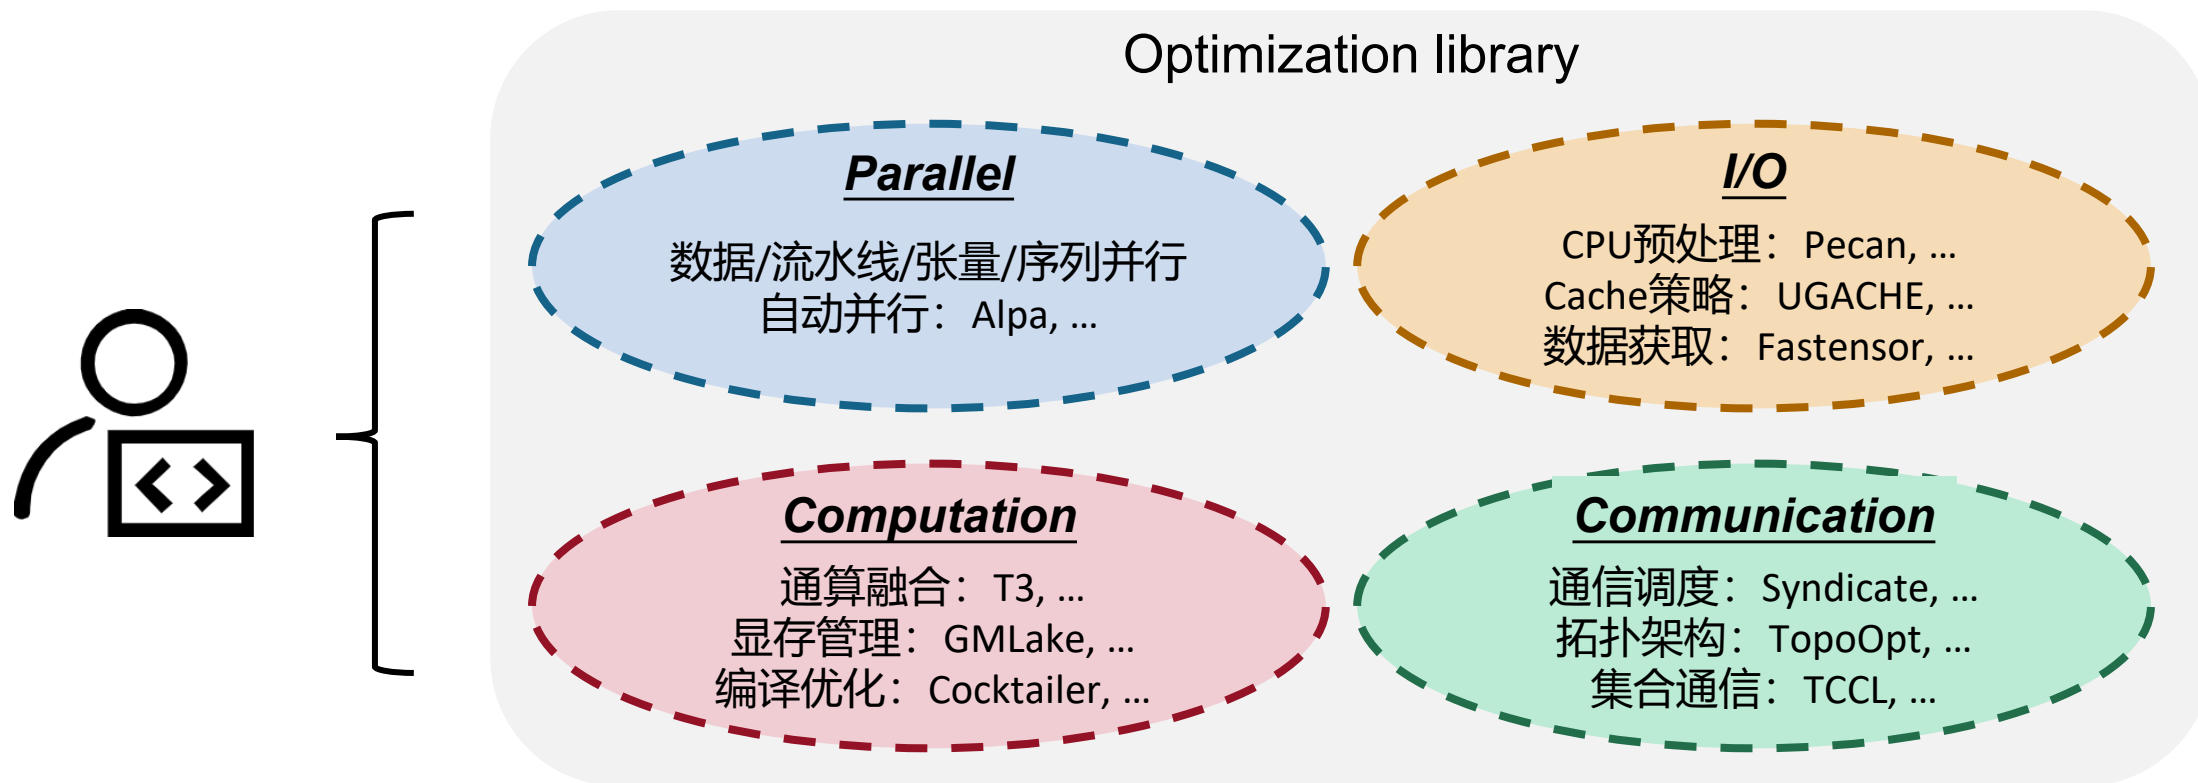 Optimization library
Parallel
数据/流水线/张量/序列并行
自动并行：Alpa, ...
I/O
CPU预处理：Pecan, ...
Cache策略：UGACHE, ...
数据获取：Fastensor, ...
Computation
通算融合：T3, ...
显存管理：GMLake, ...
编译优化：Cocktailer, ...
Communication
通信调度：Syndicate, ...
拓扑架构：TopoOpt, ...
集合通信：TCCL, ...